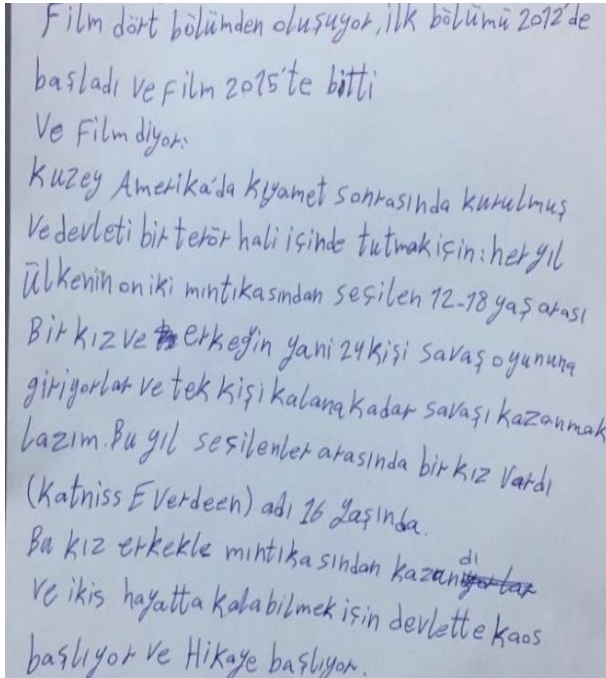 Film dört bölümden oluşuyor, ilk bölümü 2012'de
başladı ve film 2015'te bitti
Ve Film diyor:
Kuzey Amerika'da kıyamet sonrasında kurulmuş
ve devleti bir terör hali içinde tutmak için: her yıl
Ülkenin on iki mıntıkasından seçilen 12-18 yaş arası
Bir kız ve erkeğin yani 24 kişi savaş oyununa
giriyorlar ve tek kişi kalana kadar savaşı kazanmak
Lazım. Bu yıl seçilenler arasında bir kız vardı
(Katniss Everdeen) adı 16 yaşında.
Bu kız erkekle mıntıkasından kazandı
ve ikis hayatta kalabilmek için devlette kaos
başlıyor ve Hikaye başlıyor.